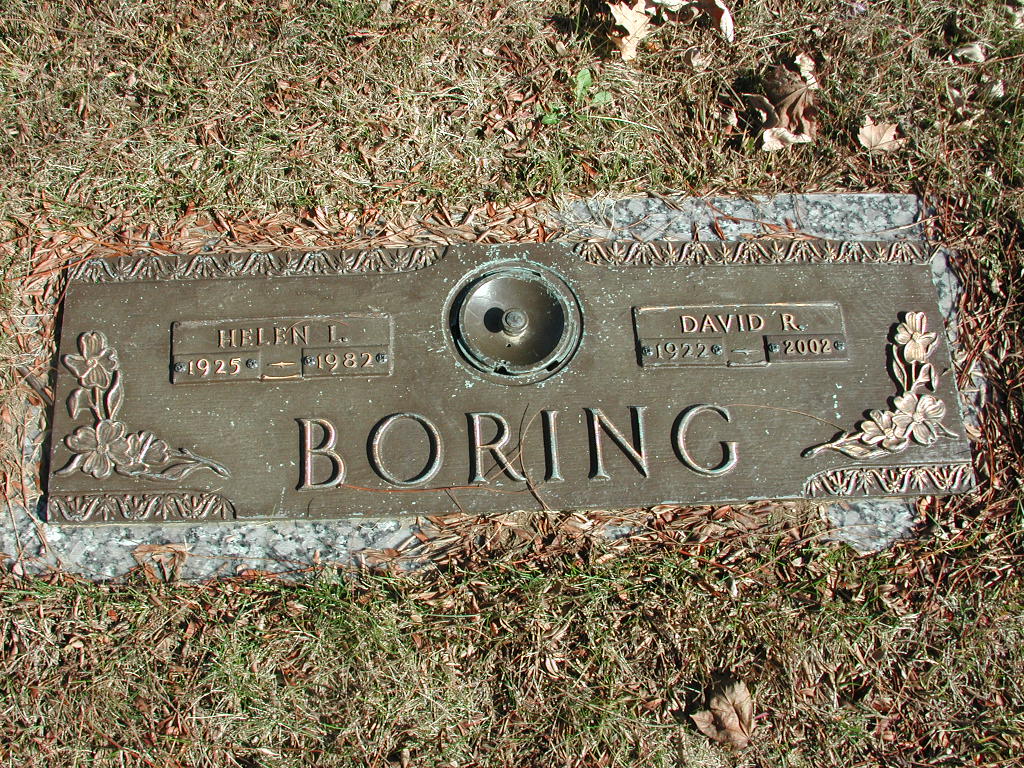 HELEN L.
1925 — 1982
DAVID R.
1922 — 2002
BORING